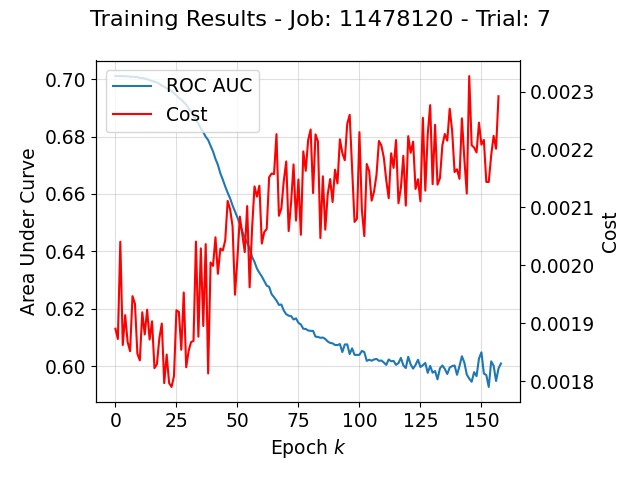 Training Results - Job: 11478120 - Trial: 7
ROC AUC
Cost
0.70
0.68
0.66
0.64
0.62
0.60
Area Under Curve
0.0023
0.0022
0.0021
0.0020
0.0019
0.0018
Cost
0 25 50 75 100 125 150
Epoch k